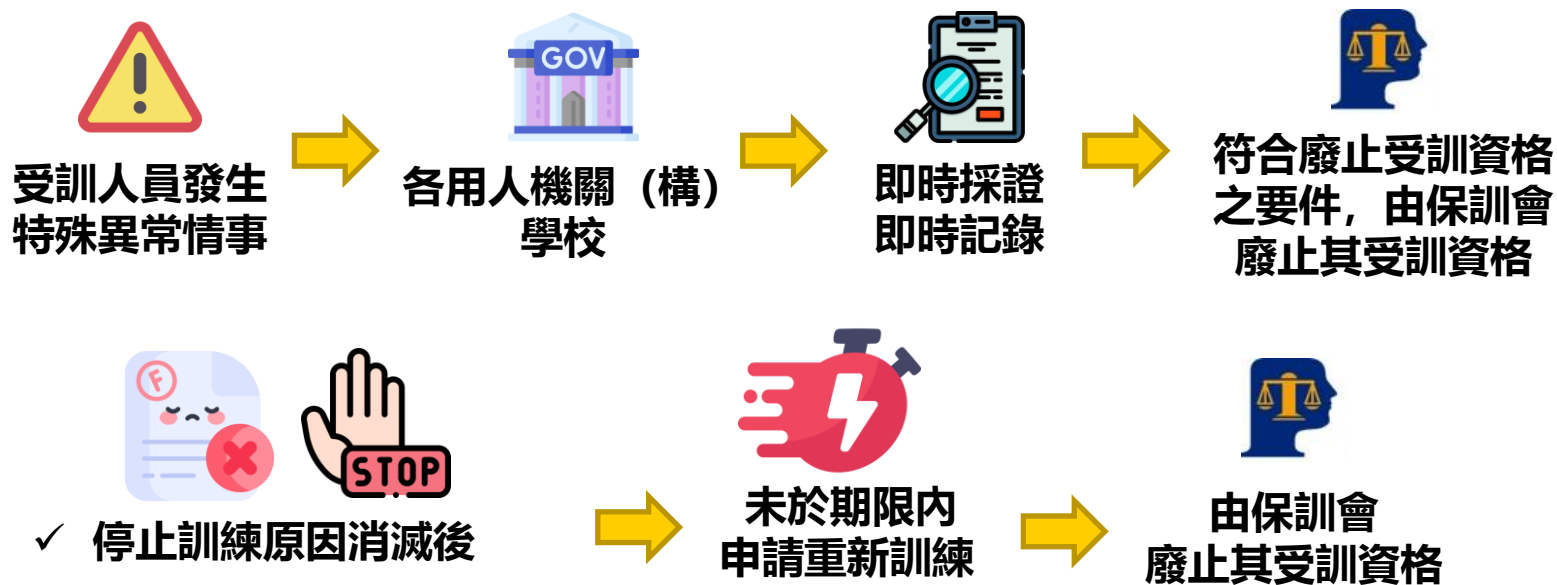 GOV
受訓人員發生
特殊異常情事
各用人機關（構）
學校
即時採證
即時記錄
符合廢止受訓資格
之要件，由保訓會
廢止其受訓資格
F
STOP
✓ 停止訓練原因消滅後
未於期限內
申請重新訓練
由保訓會
廢止其受訓資格